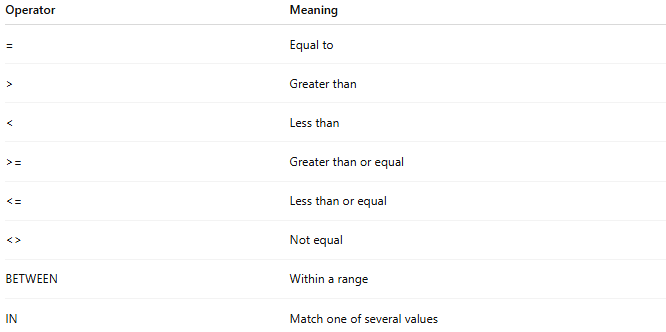 Operator Meaning
= Equal to
> Greater than
< Less than
>= Greater than or equal
<= Less than or equal
<> Not equal
BETWEEN Within a range
IN Match one of several values